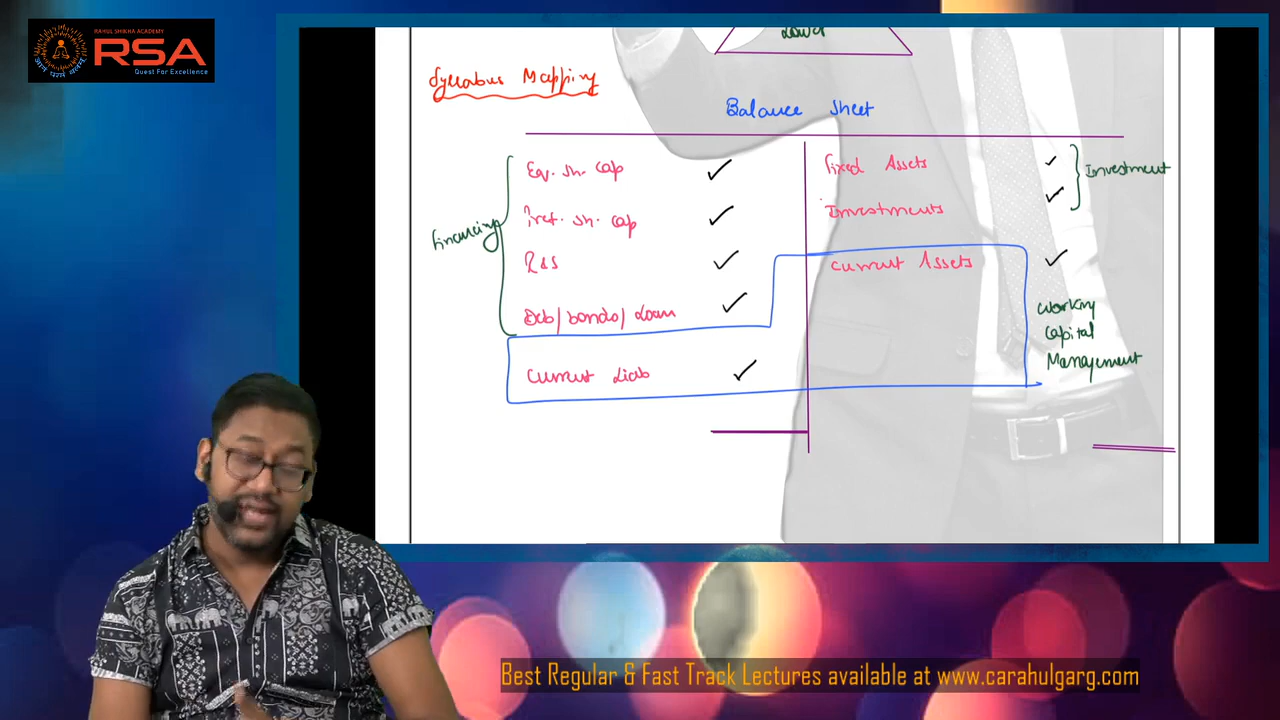 RAHUL SHIKHA ACADEMY
RSA
Quest For Excellence
Lower
Syllabus Mapping
Balance Sheet
Financing
Eq. Sh. Cap
Pref. Sh. Cap
R&S
Deb/bonds/Loan
Current Liab
Fixed Assets
Investments
Current Assets
Investment
Working
Capital
Management
Best Regular & Fast Track Lectures available at www.carahulgarg.com